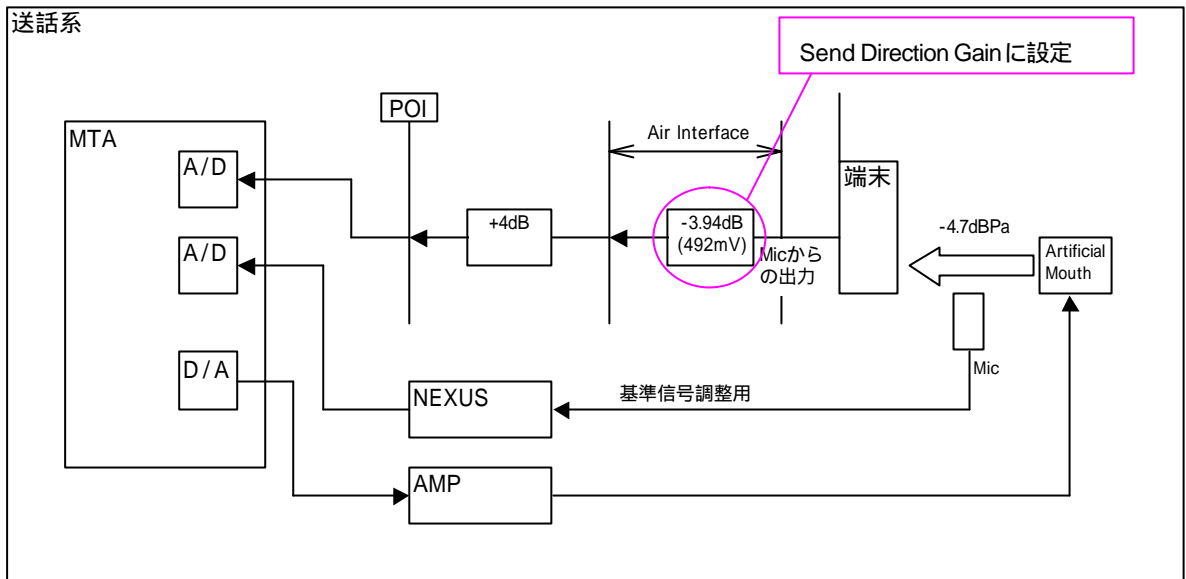 送話系
Send Direction Gainに設定
POI
MTA
Air Interface
A/D
端末
+4dB
-3.94dB
(492mV)
-4.7dBPa
A/D
Micから
の出力
Artificial
Mouth
D/A
Mic
NEXUS
基準信号調整用
AMP